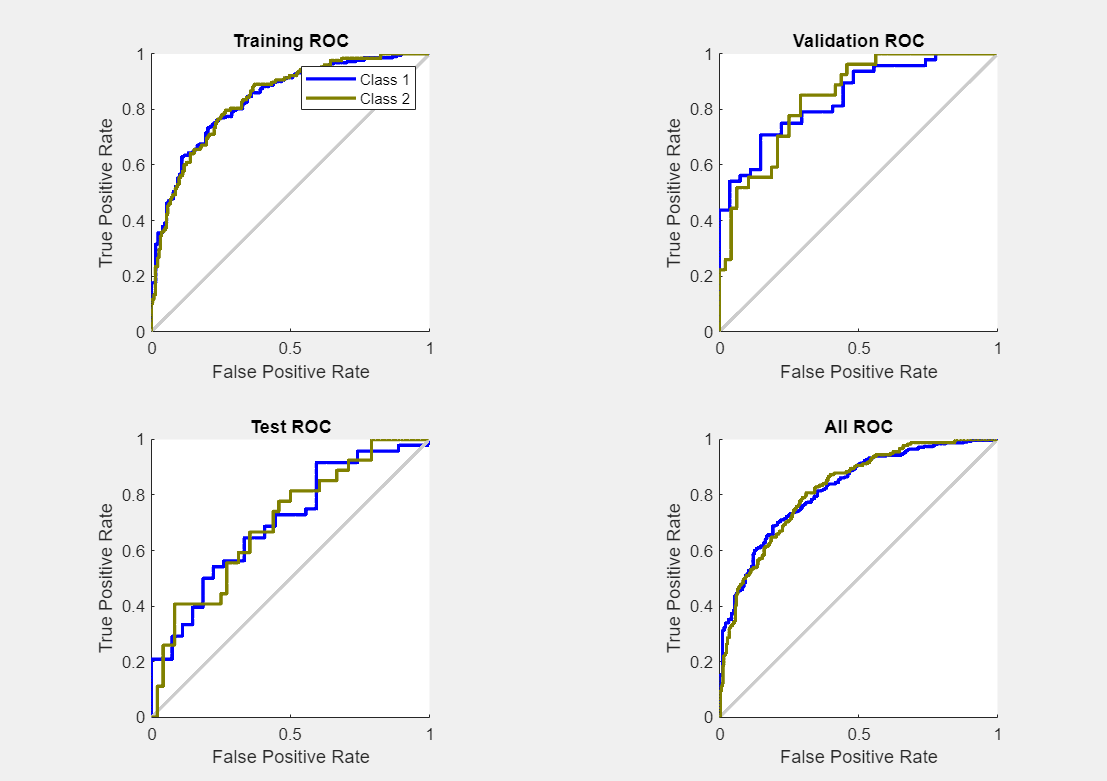 Training ROC
1
0.8
0.6
0.4
0.2
0
True Positive Rate
Class 1
Class 2
0 0.5 1
False Positive Rate
Validation ROC
1
0.8
0.6
0.4
0.2
0
True Positive Rate
0 0.5 1
False Positive Rate
Test ROC
1
0.8
0.6
0.4
0.2
0
True Positive Rate
0 0.5 1
False Positive Rate
All ROC
1
0.8
0.6
0.4
0.2
0
True Positive Rate
0 0.5 1
False Positive Rate